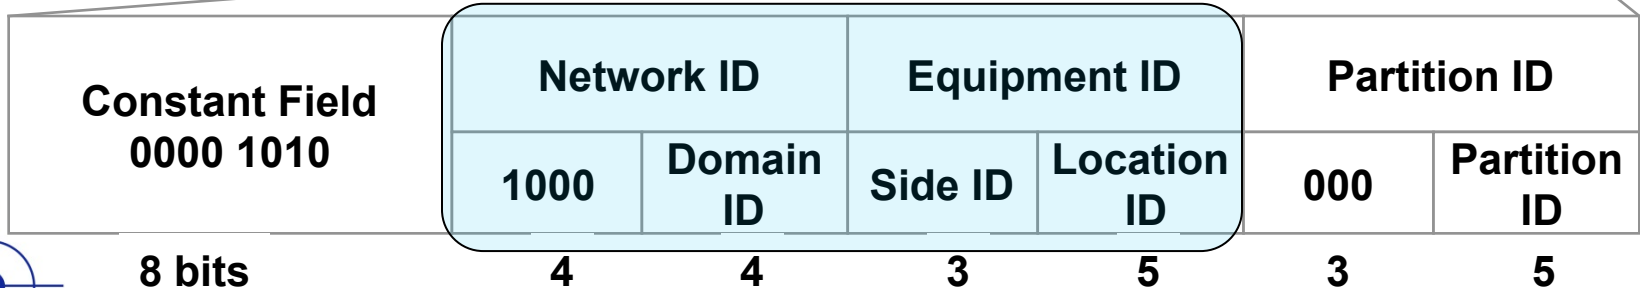 Constant Field
0000 1010
Network ID
Equipment ID
Partition ID
1000
Domain
ID
Side ID
Location
ID
000
Partition
ID
8 bits
4
4
3
5
3
5